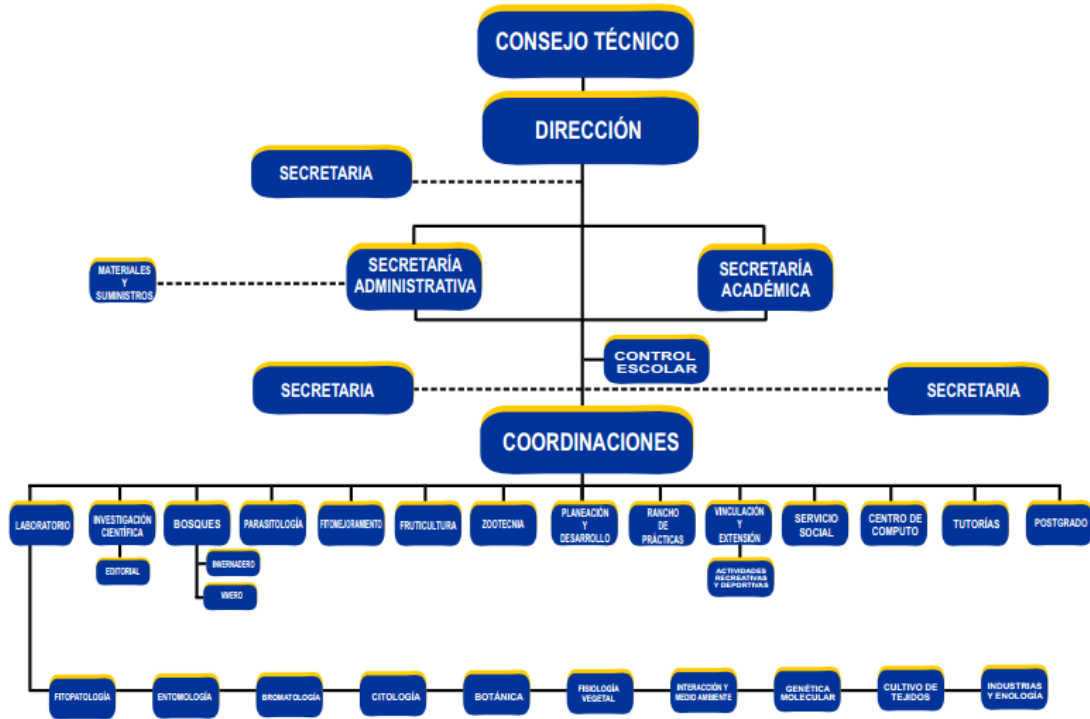 CONSEJO TÉCNICO
DIRECCIÓN
SECRETARIA
SECRETARÍA
ADMINISTRATIVA
SECRETARÍA
ACADÉMICA
MATERIALES
Y
SUMINISTROS
CONTROL
ESCOLAR
SECRETARIA
SECRETARIA
COORDINACIONES
LABORATORIO
INVESTIGACIÓN
CIENTÍFICA
BOSQUES
PARASITOLOGÍA
FITOMEJORAMIENTO
FRUTICULTURA
ZOOTECNIA
PLANEACIÓN
Y
DESARROLLO
RANCHO
DE
PRÁCTICAS
VINCULACIÓN
Y
EXTENSIÓN
SERVICIO
SOCIAL
CENTRO DE
COMPUTO
TUTORÍAS
POSTGRADO
EDITORIAL
INVERNADERO
VIVERO
ACTIVIDADES
RECREATIVAS
Y DEPORTIVAS
FITOPATOLOGÍA
ENTOMOLOGÍA
BROMATOLOGÍA
CITOLOGÍA
BOTÁNICA
FISIOLOGÍA
VEGETAL
INTERACCIÓN Y
MEDIO AMBIENTE
GENÉTICA
MOLECULAR
CULTIVO DE
TEJIDOS
INDUSTRIAS
Y ENOLOGÍA